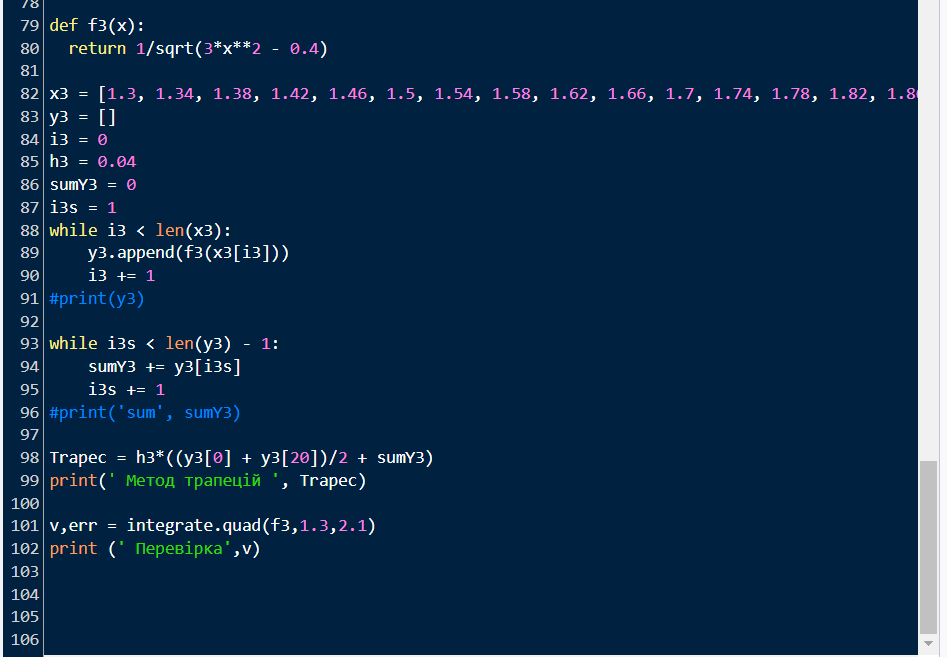 78
79 def f3(x):
80   return 1/sqrt(3*x**2 - 0.4)
81
82 x3 = [1.3, 1.34, 1.38, 1.42, 1.46, 1.5, 1.54, 1.58, 1.62, 1.66, 1.7, 1.74, 1.78, 1.82,
83 y3 = []
84 i3 = 0
85 h3 = 0.04
86 sumY3 = 0
87 i3s = 1
88 while i3 < len(x3):
89     y3.append(f3(x3[i3]))
90     i3 += 1
91 #print(y3)
92
93 while i3s < len(y3) - 1:
94     sumY3 += y3[i3s]
95     i3s += 1
96 #print('sum', sumY3)
97
98 Trapec = h3*((y3[0] + y3[20])/2 + sumY3)
99 print(' Метод трапецій ', Trapec)
100
101 v,err = integrate.quad(f3,1.3,2.1)
102 print (' Перевірка',v)
103
104
105
106